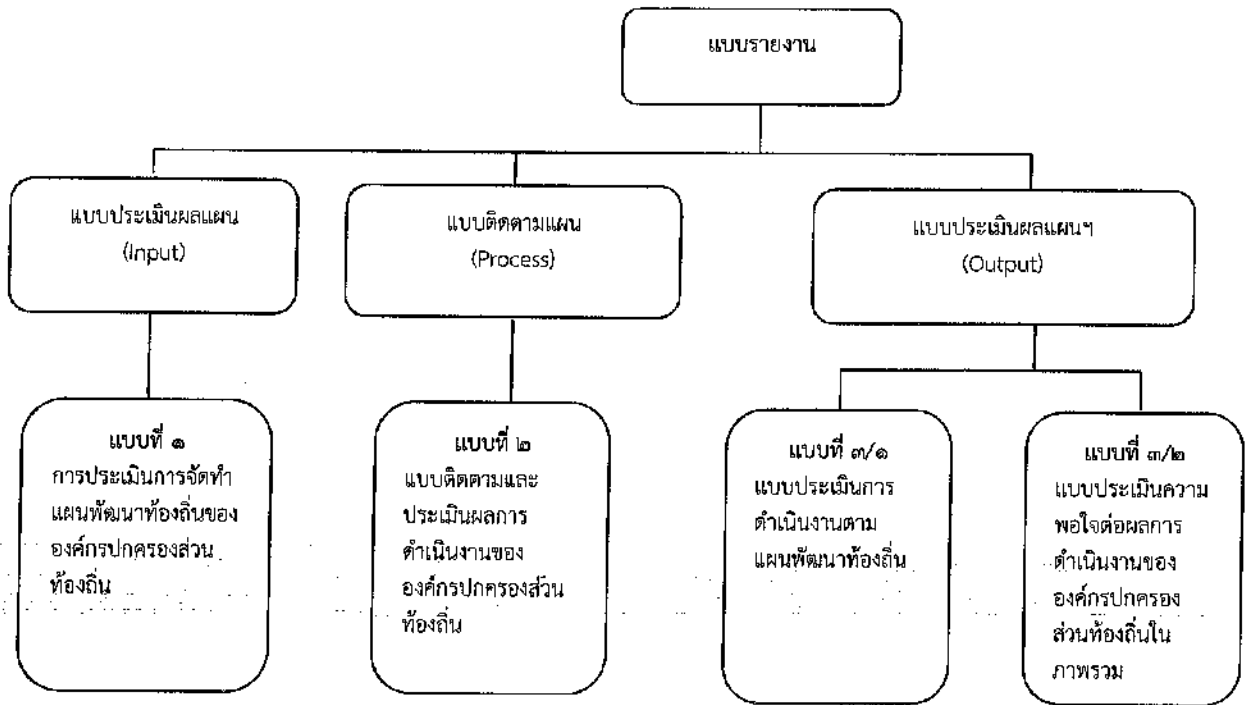 แบบรายงาน
แบบประเมินผลแผน
(Input)
แบบติดตามแผน
(Process)
แบบประเมินผลแผนฯ
(Output)
แบบที่ ๑
การประเมินการจัดทำ
แผนพัฒนาท้องถิ่นของ
องค์กรปกครองส่วน
ท้องถิ่น
แบบที่ ๒
แบบติดตามและ
ประเมินผลการ
ดำเนินงานของ
องค์กรปกครองส่วน
ท้องถิ่น
แบบที่ ๓/๑
แบบประเมินการ
ดำเนินงานตาม
แผนพัฒนาท้องถิ่น
แบบที่ ๓/๒
แบบประเมินความ
พอใจต่อผลการ
ดำเนินงานของ
องค์กรปกครอง
ส่วนท้องถิ่นใน
ภาพรวม